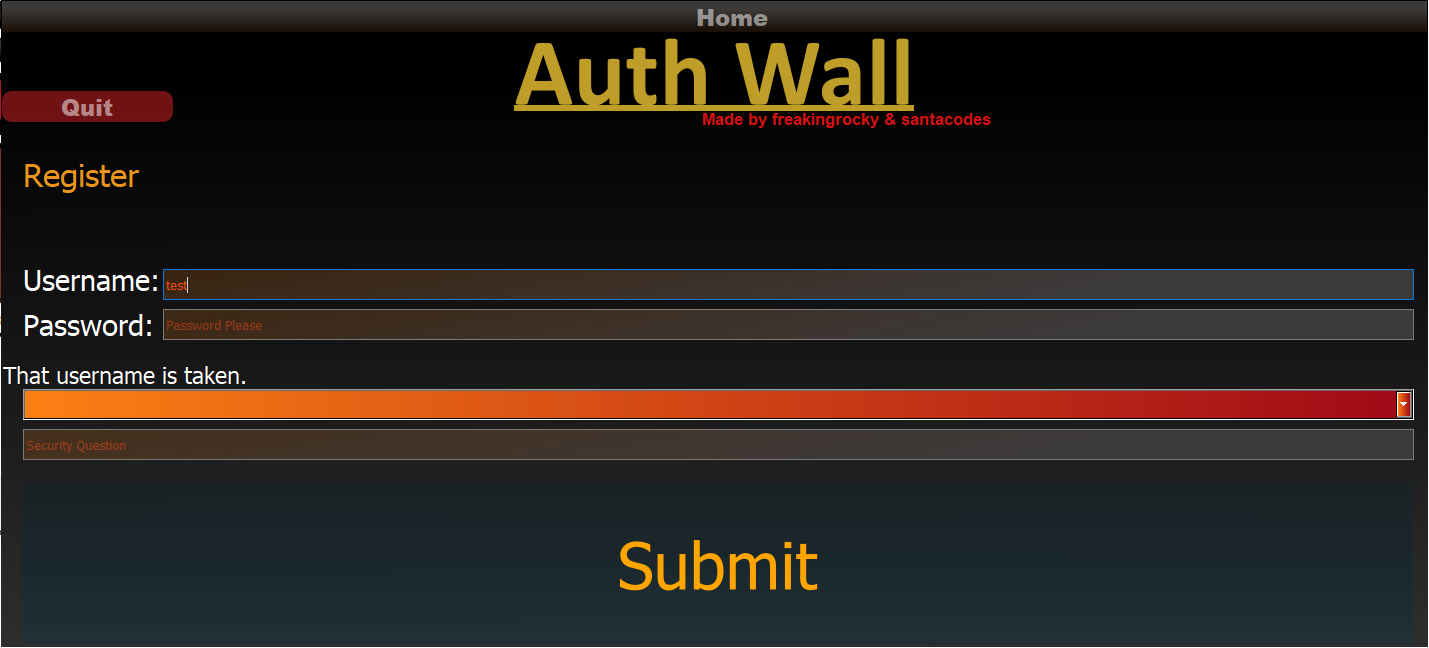 Home
Auth Wall
Quit
Made by freakingrocky & santacodes
Register
Username: test
Password: Password Please
That username is taken.
Security Question
Submit